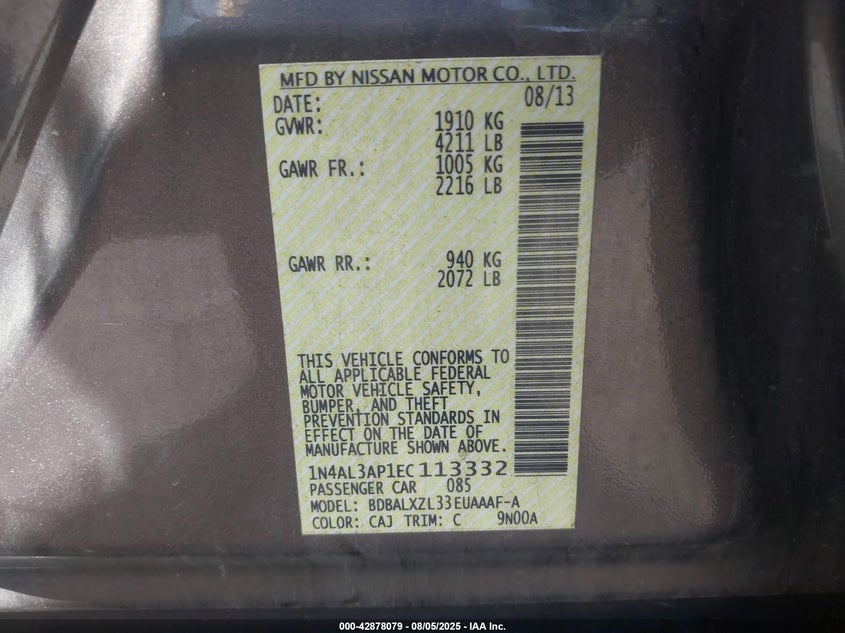 MFD BY NISSAN MOTOR CO., LTD.
DATE: 08/13
GVWR: 1910 KG
4211 LB
GAWR FR.: 1005 KG
2216 LB
GAWR RR.: 940 KG
2072 LB
THIS VEHICLE CONFORMS TO
ALL APPLICABLE FEDERAL
MOTOR VEHICLE SAFETY,
BUMPER, AND THEFT
PREVENTION STANDARDS IN
EFFECT ON THE DATE OF
MANUFACTURE SHOWN ABOVE.
1N4AL3AP1EC113332
PASSENGER CAR 085
MODEL: BDBALXZL33EUAAAF-A
COLOR: CAJ TRIM: C 9N00A
000-42878079 - 08/05/2025 - IAA Inc.